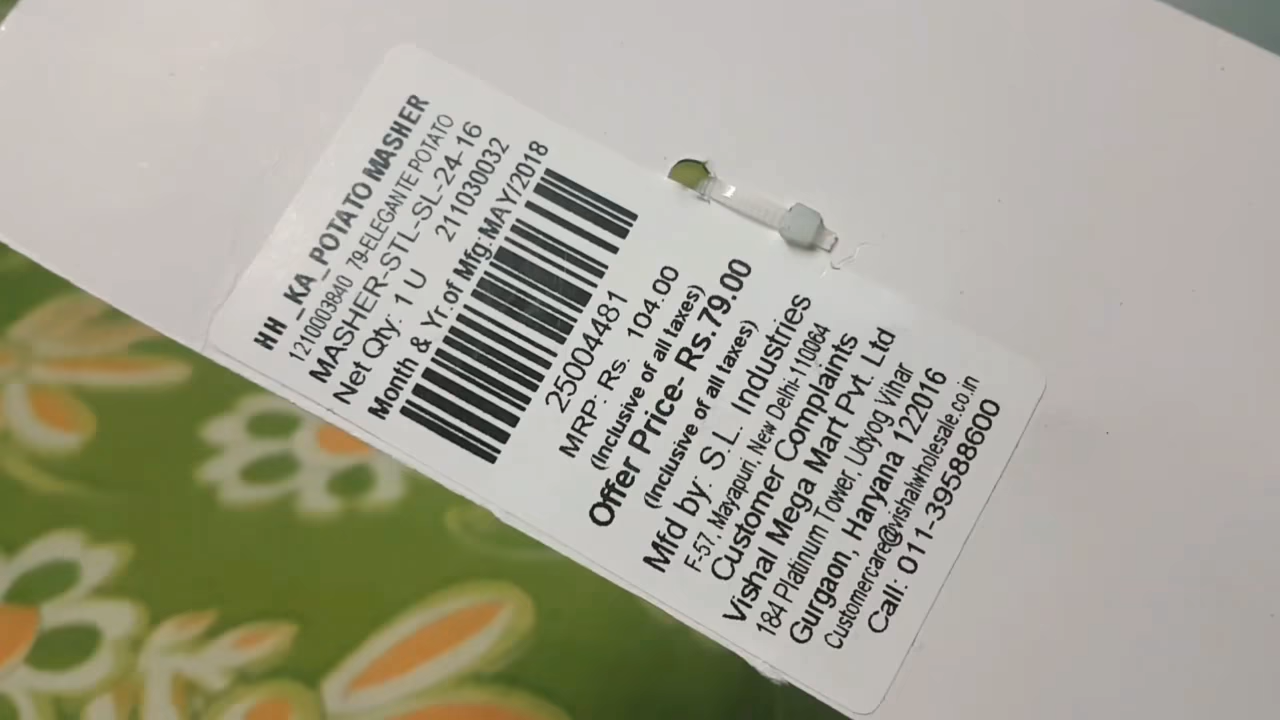 HH _KA_POTATO MASHER
1210003840 79-ELEGANTE POTATO
MASHER-STL-SL-24-16
Net Qty: 1 U 211030032
Month & Yr.of Mfg:MAY/2018
25004481
MRP: Rs. 104.00
(Inclusive of all taxes)
Offer Price- Rs.79.00
(Inclusive of all taxes)
Mfd by: S.L. Industries
F-57, Mayapuri, New Delhi-110064
Customer Complaints
Vishal Mega Mart Pvt. Ltd
184 Platinum Tower, Udyog Vihar
Gurgaon, Haryana 122016
Customercare@vishalwholesale.co.in
Call: 011-39588600